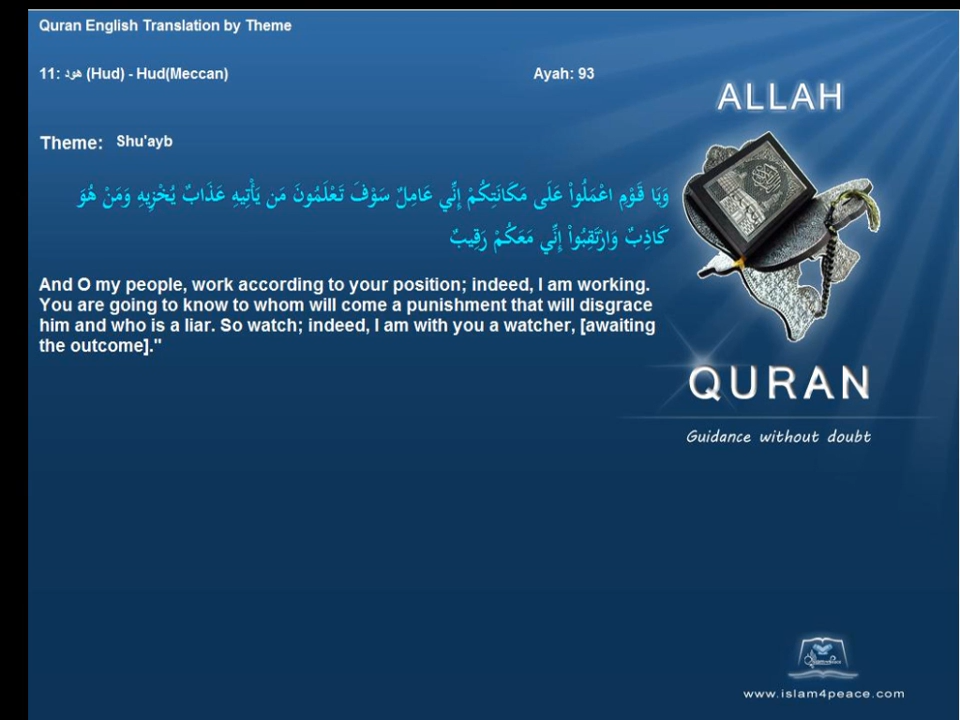 Quran English Translation by Theme
11: هود (Hud) - Hud(Meccan) Ayah: 93
ALLAH
Theme: Shu'ayb
وَيَا قَوْمِ اعْمَلُواْ عَلَى مَكَانَتِكُمْ إِنِّي عَامِلٌ سَوْفَ تَعْلَمُونَ مَن يَأْتِيهِ عَذَابٌ يُخْزِيهِ وَمَنْ هُوَ
كَاذِبٌ وَارْتَقِبُواْ إِنِّي مَعَكُمْ رَقِيبٌ
And O my people, work according to your position; indeed, I am working.
You are going to know to whom will come a punishment that will disgrace
him and who is a liar. So watch; indeed, I am with you a watcher, [awaiting
the outcome]."
QURAN
Guidance without doubt
www.islam4peace.com